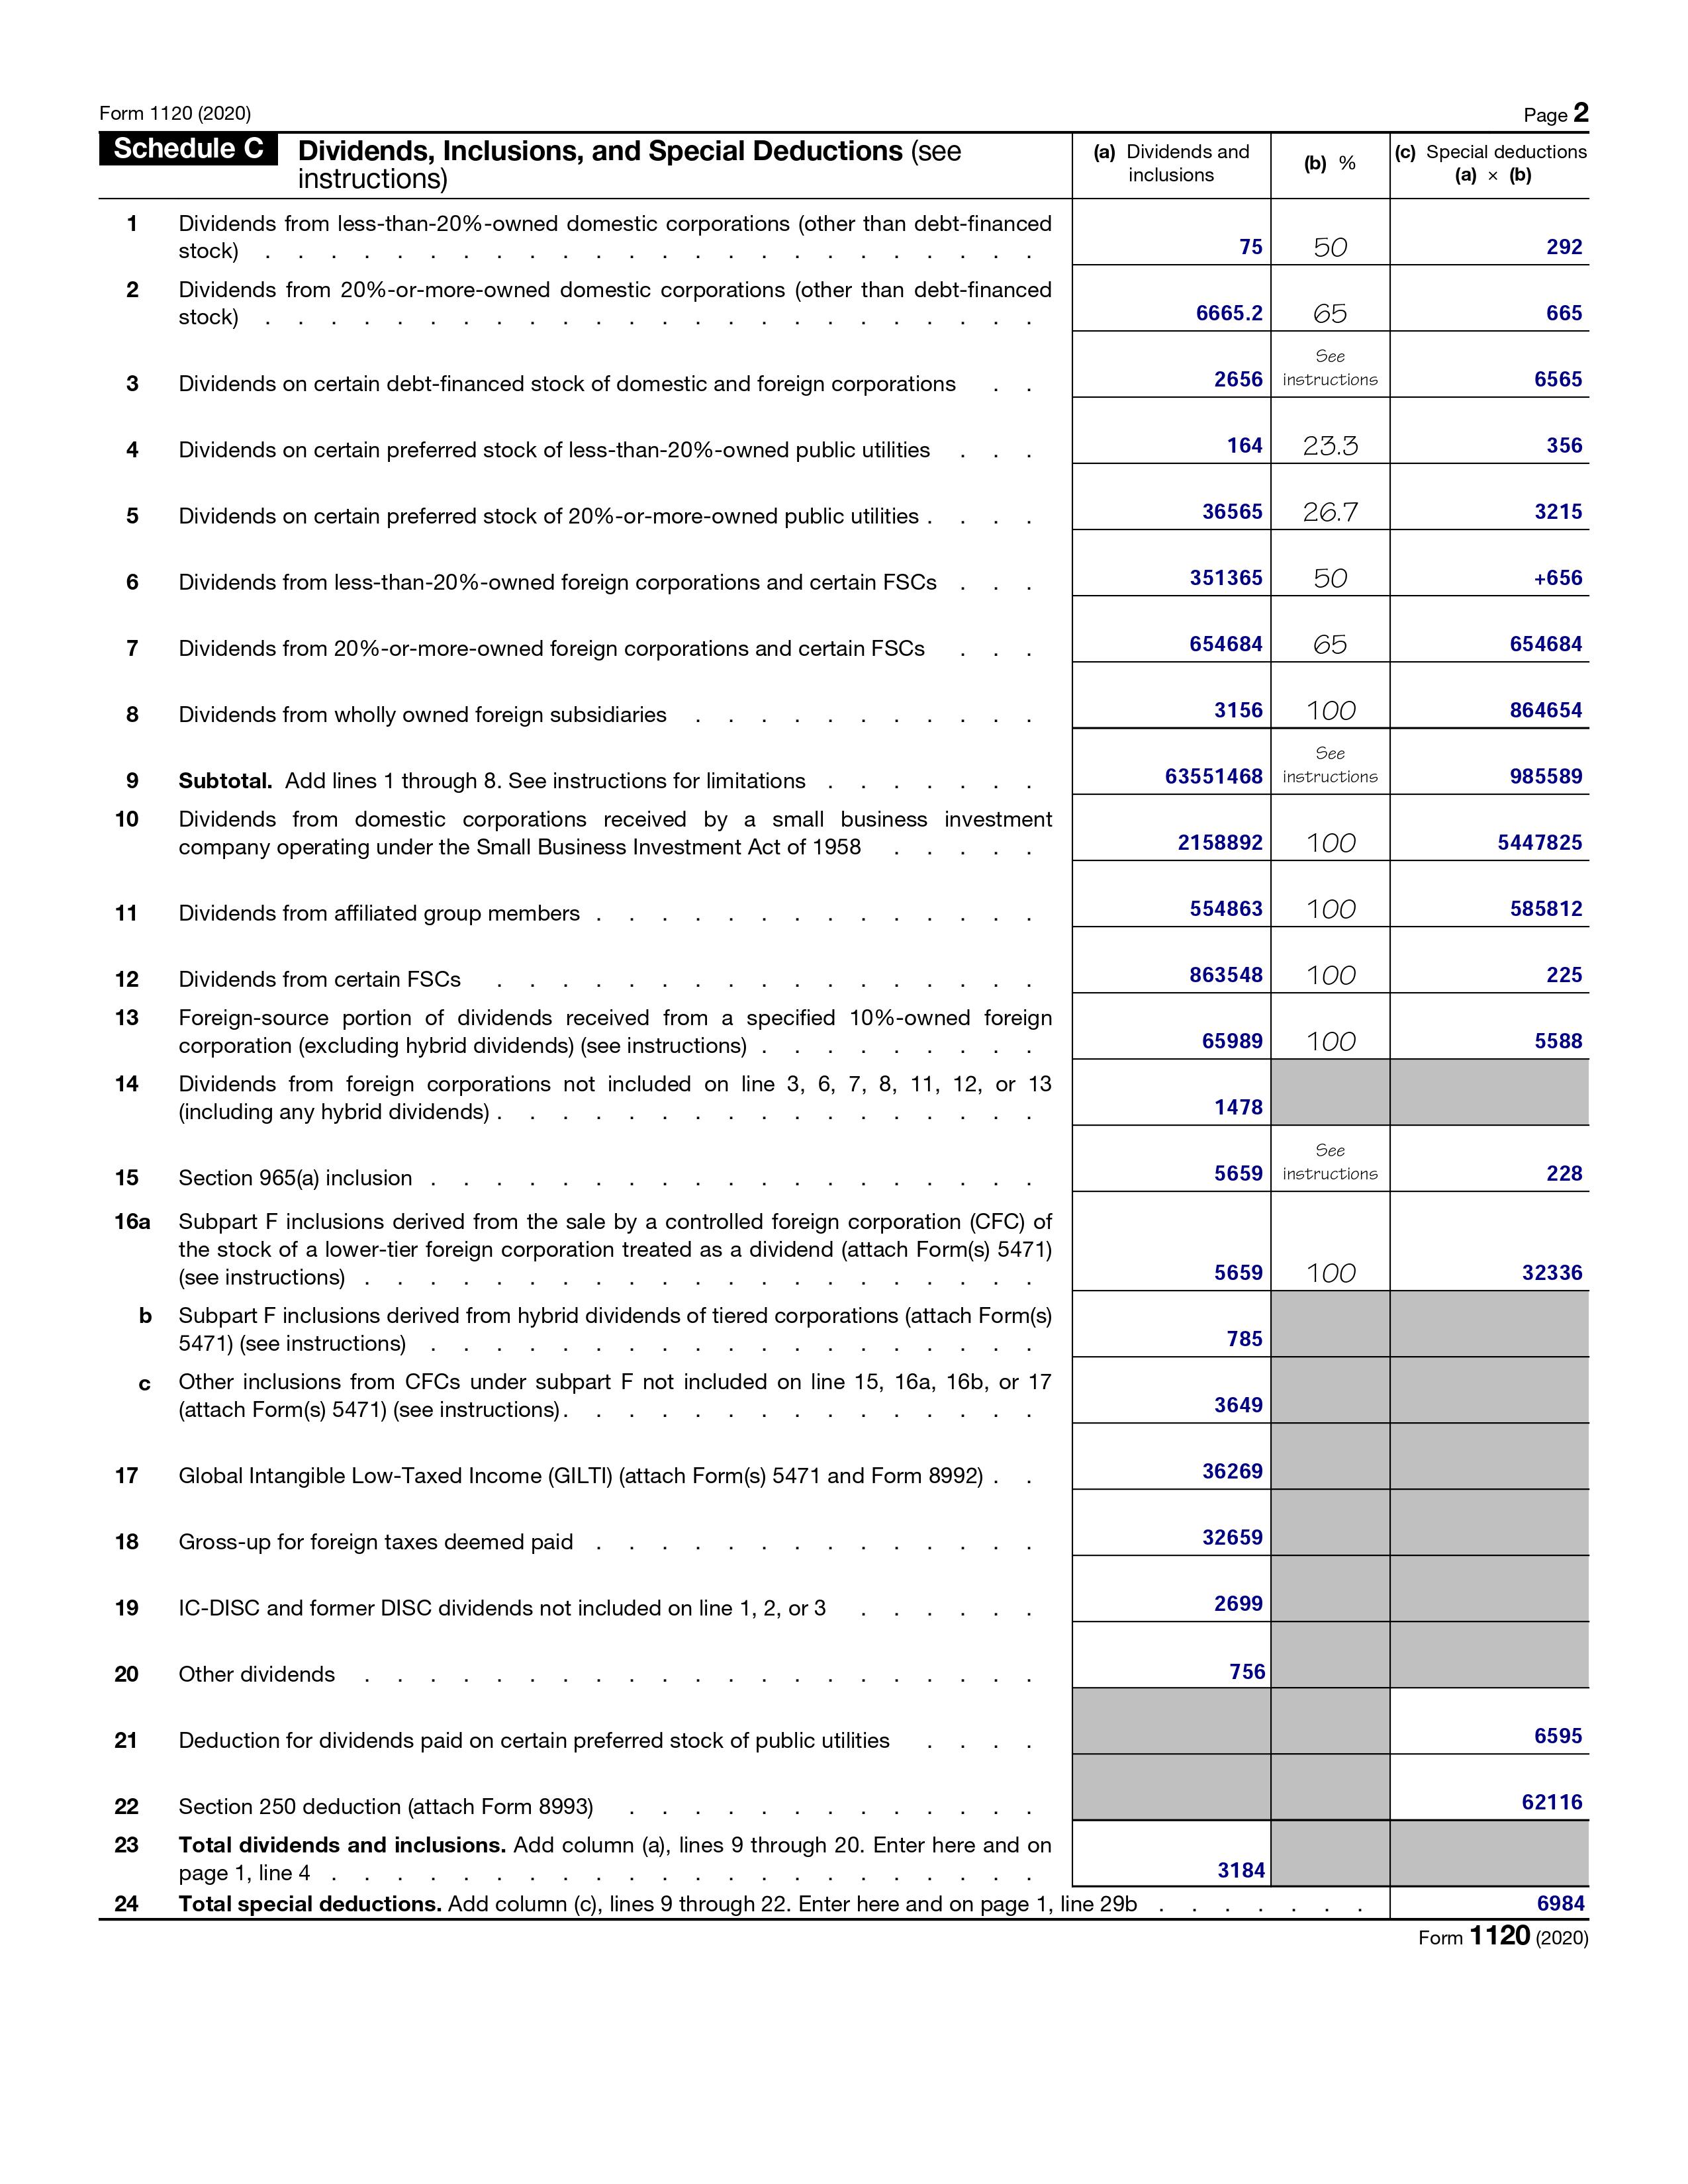 Form 1120 (2020) Page 2
Schedule C Dividends, Inclusions, and Special Deductions (see
instructions)
(a) Dividends and
inclusions
(b) %
(c) Special deductions
(a) × (b)
1 Dividends from less-than-20%-owned domestic corporations (other than debt-financed
stock) . . . . . . . . . . . . . . . . . . . . . . . . 75 50 292
2 Dividends from 20%-or-more-owned domestic corporations (other than debt-financed
stock) . . . . . . . . . . . . . . . . . . . . . . . . 6665.2 65 665
3 Dividends on certain debt-financed stock of domestic and foreign corporations . . 2656 See
instructions 6565
4 Dividends on certain preferred stock of less-than-20%-owned public utilities . . . 164 23.3 356
5 Dividends on certain preferred stock of 20%-or-more-owned public utilities . . . . 36565 26.7 3215
6 Dividends from less-than-20%-owned foreign corporations and certain FSCs . . . 351365 50 +656
7 Dividends from 20%-or-more-owned foreign corporations and certain FSCs . . . 654684 65 654684
8 Dividends from wholly owned foreign subsidiaries . . . . . . . . . . . 3156 100 864654
9 Subtotal. Add lines 1 through 8. See instructions for limitations . . . . . . . 63551468 See
instructions 985589
10 Dividends from domestic corporations received by a small business investment
company operating under the Small Business Investment Act of 1958 . . . . . 2158892 100 5447825
11 Dividends from affiliated group members . . . . . . . . . . . . . . 554863 100 585812
12 Dividends from certain FSCs . . . . . . . . . . . . . . . . . 863548 100 225
13 Foreign-source portion of dividends received from a specified 10%-owned foreign
corporation (excluding hybrid dividends) (see instructions) . . . . . . . . . 65989 100 5588
14 Dividends from foreign corporations not included on line 3, 6, 7, 8, 11, 12, or 13
(including any hybrid dividends) . . . . . . . . . . . . . . . . . 1478
15 Section 965(a) inclusion . . . . . . . . . . . . . . . . . . . 5659 See
instructions 228
16a Subpart F inclusions derived from the sale by a controlled foreign corporation (CFC) of
the stock of a lower-tier foreign corporation treated as a dividend (attach Form(s) 5471)
(see instructions) . . . . . . . . . . . . . . . . . . . . . 5659 100 32336
b Subpart F inclusions derived from hybrid dividends of tiered corporations (attach Form(s)
5471) (see instructions) . . . . . . . . . . . . . . . . . . . 785
c Other inclusions from CFCs under subpart F not included on line 15, 16a, 16b, or 17
(attach Form(s) 5471) (see instructions) . . . . . . . . . . . . . . . 3649
17 Global Intangible Low-Taxed Income (GILTI) (attach Form(s) 5471 and Form 8992) . . 36269
18 Gross-up for foreign taxes deemed paid . . . . . . . . . . . . . . 32659
19 IC-DISC and former DISC dividends not included on line 1, 2, or 3 . . . . . . 2699
20 Other dividends . . . . . . . . . . . . . . . . . . . . . 756
21 Deduction for dividends paid on certain preferred stock of public utilities . . . . 6595
22 Section 250 deduction (attach Form 8993) . . . . . . . . . . . . . 62116
23 Total dividends and inclusions. Add column (a), lines 9 through 20. Enter here and on
page 1, line 4 . . . . . . . . . . . . . . . . . . . . . . 3184
24 Total special deductions. Add column (c), lines 9 through 22. Enter here and on page 1, line 29b . . . . . . . 6984
Form 1120 (2020)